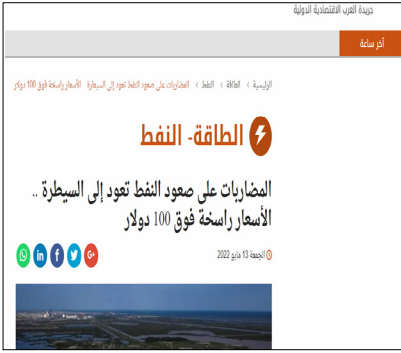 جريدة العرب الاقتصادية الدولية
آخر ساعة
الرئيسية > الطاقة > النفط > المضاربات على صعود النفط تعود إلى السيطرة .. الأسعار راسخة فوق 100 دولار
الطاقة- النفط
المضاربات على صعود النفط تعود إلى السيطرة ..
الأسعار راسخة فوق 100 دولار
الجمعة 13 مايو 2022